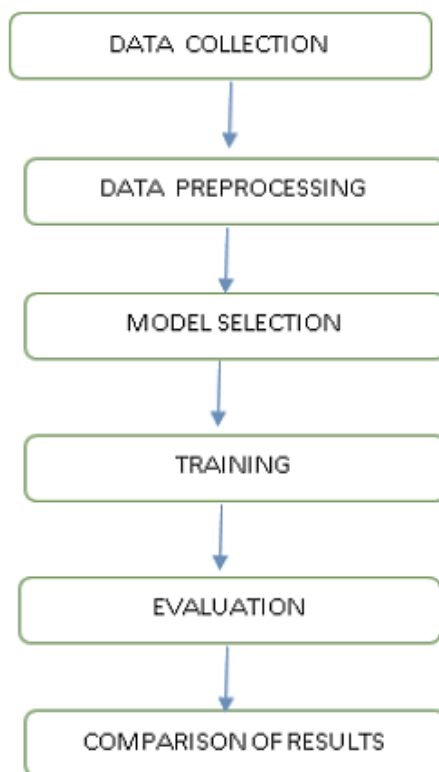 DATA COLLECTION
DATA PREPROCESSING
MODEL SELECTION
TRAINING
EVALUATION
COMPARISON OF RESULTS